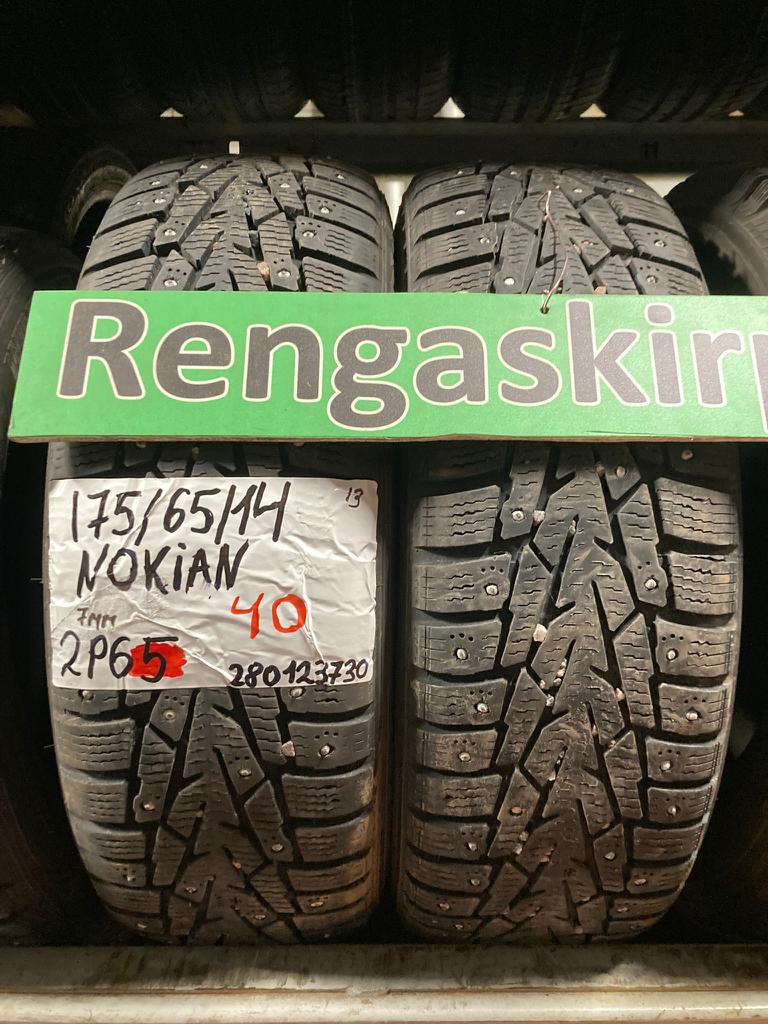 Rengaskirp
175/65/14
13
NOKiAN
7MM
40
2P65
280123730